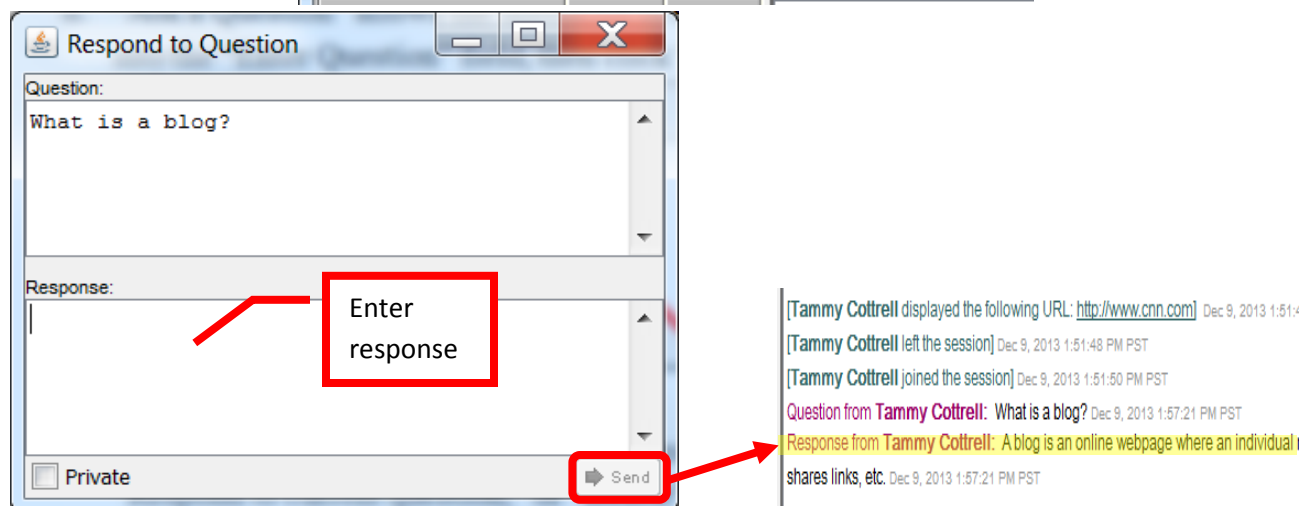 Respond to Question
Question:
What is a blog?
Response:
Enter
response
Private
Send
[Tammy Cottrell displayed the following URL: http://www.cnn.com] Dec 9, 2013 1:51:4
[Tammy Cottrell left the session] Dec 9, 2013 1:51:48 PM PST
[Tammy Cottrell joined the session] Dec 9, 2013 1:51:50 PM PST
Question from Tammy Cottrell: What is a blog? Dec 9, 2013 1:57:21 PM PST
Response from Tammy Cottrell: A blog is an online webpage where an individual
shares links, etc. Dec 9, 2013 1:57:21 PM PST